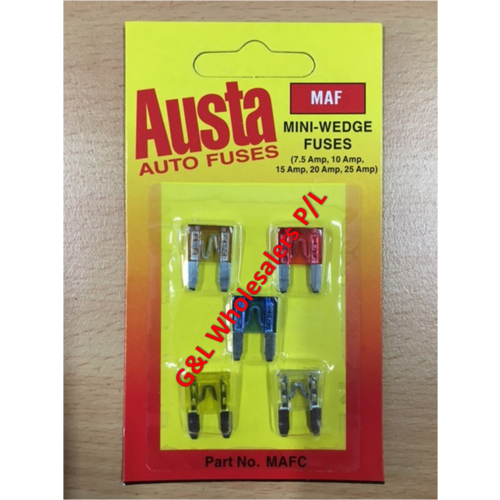 Austa
AUTO FUSES
MAF
MINI-WEDGE
FUSES
(7.5 Amp, 10 Amp,
15 Amp, 20 Amp, 25 Amp)
G&L Wholesalers P/L
Part No. MAFC